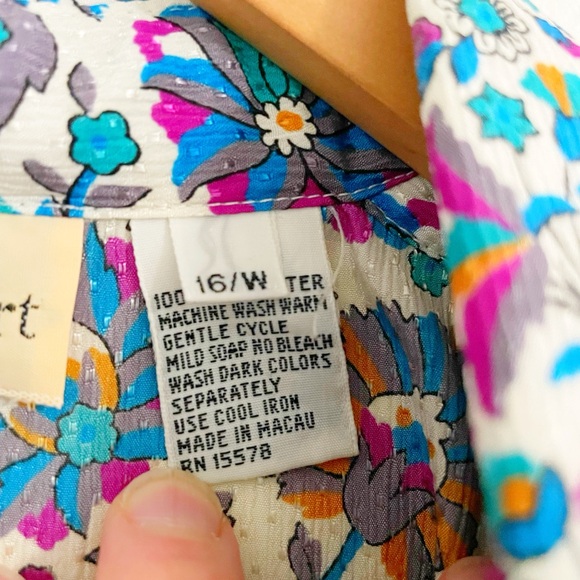 16/W
100 TER
MACHINE WASH WARM
GENTLE CYCLE
MILD SOAP NO BLEACH
WASH DARK COLORS
SEPARATELY
USE COOL IRON
MADE IN MACAU
RN 15578